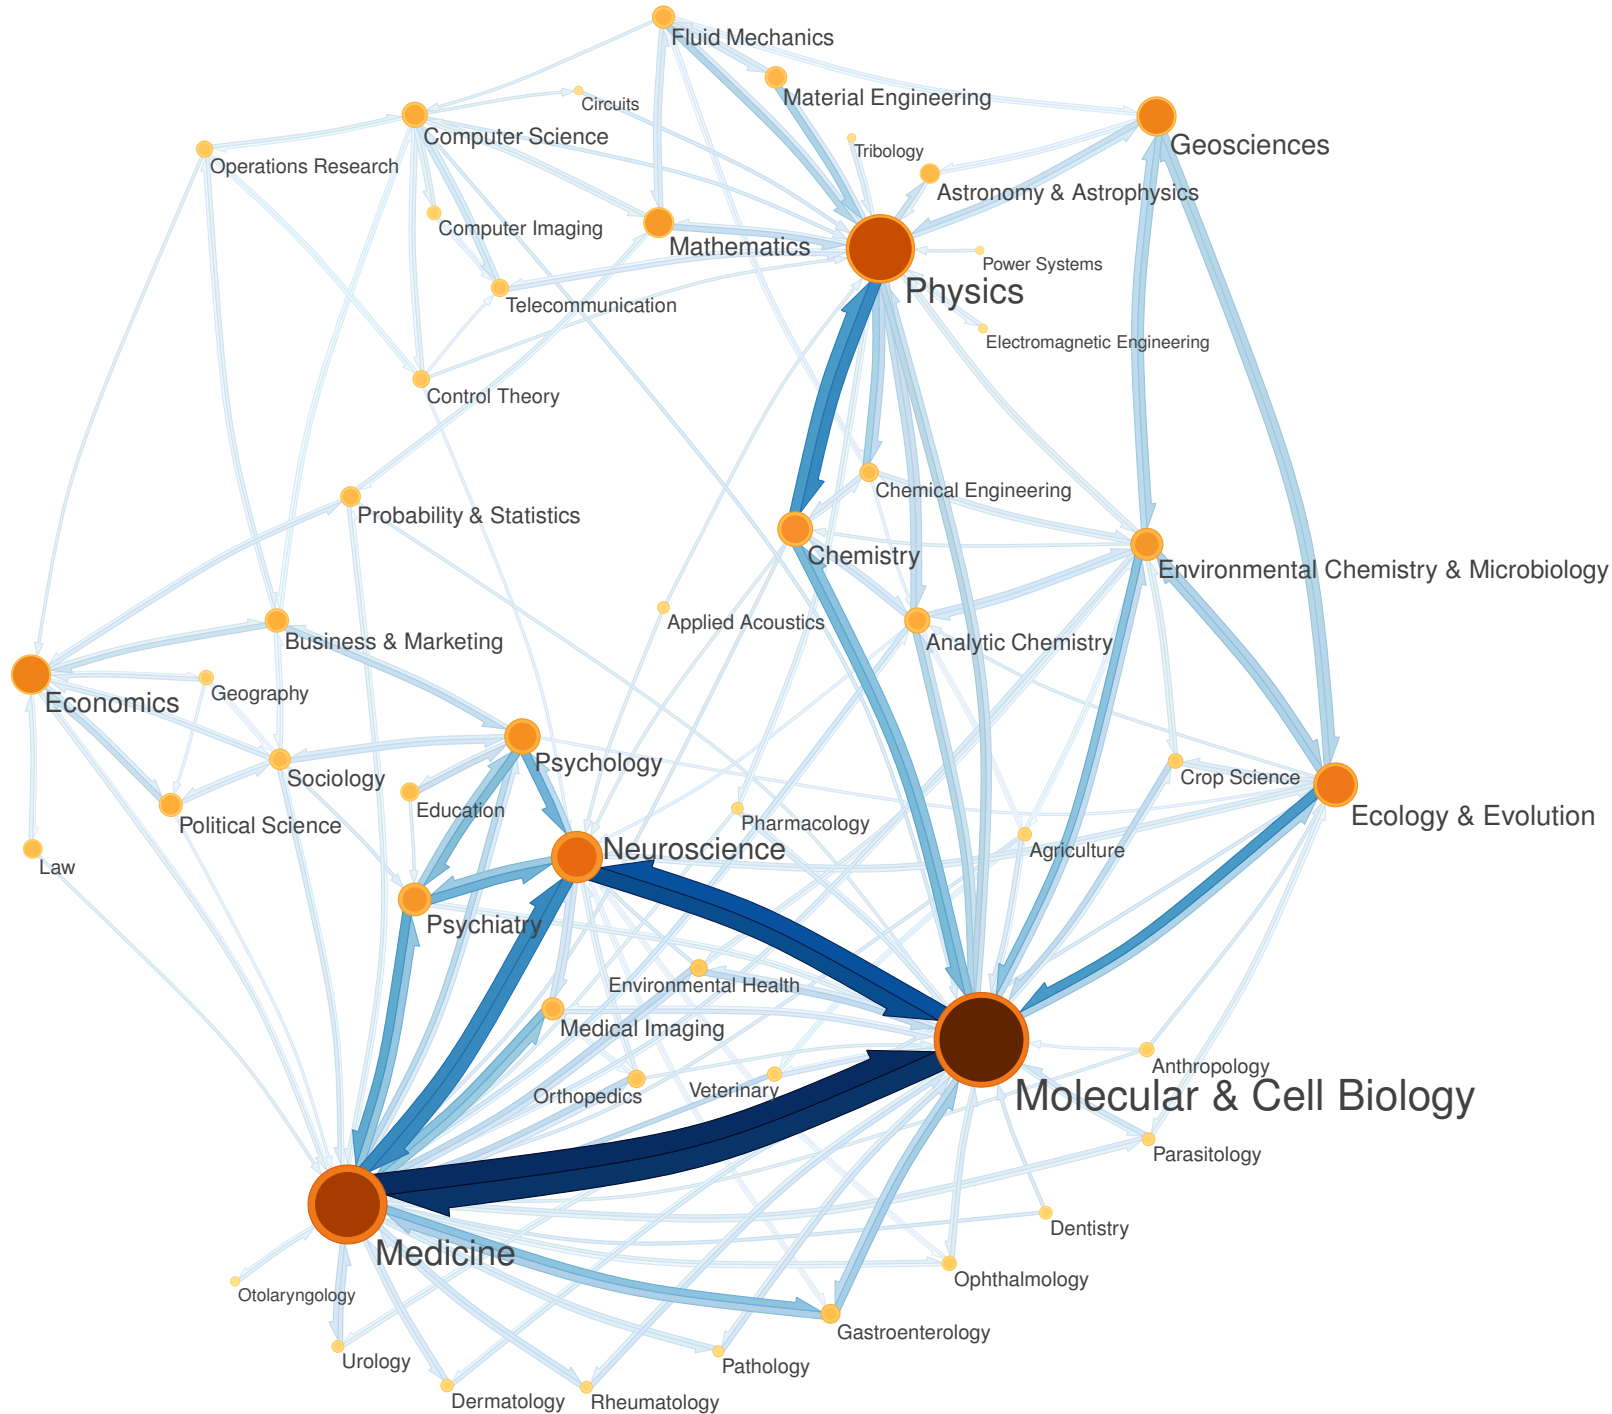 Fluid Mechanics
Material Engineering
Circuits
Computer Science
Geosciences
Tribology
Operations Research
Astronomy & Astrophysics
Computer Imaging
Mathematics
Power Systems
Physics
Telecommunication
Electromagnetic Engineering
Control Theory
Chemical Engineering
Probability & Statistics
Chemistry
Environmental Chemistry & Microbiology
Applied Acoustics
Business & Marketing
Analytic Chemistry
Geography
Economics
Psychology
Sociology
Crop Science
Education
Ecology & Evolution
Political Science
Pharmacology
Neuroscience
Agriculture
Law
Psychiatry
Environmental Health
Medical Imaging
Anthropology
Veterinary
Orthopedics
Molecular & Cell Biology
Parasitology
Dentistry
Medicine
Ophthalmology
Otolaryngology
Gastroenterology
Urology
Pathology
Dermatology
Rheumatology